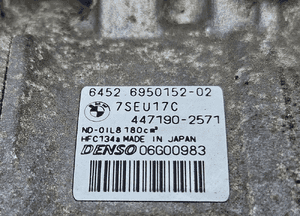 6452 6950152-02
7SEU17C
447190-2571
ND-OIL8 180cm³
HFC134a MADE IN JAPAN
DENSO 06G00983